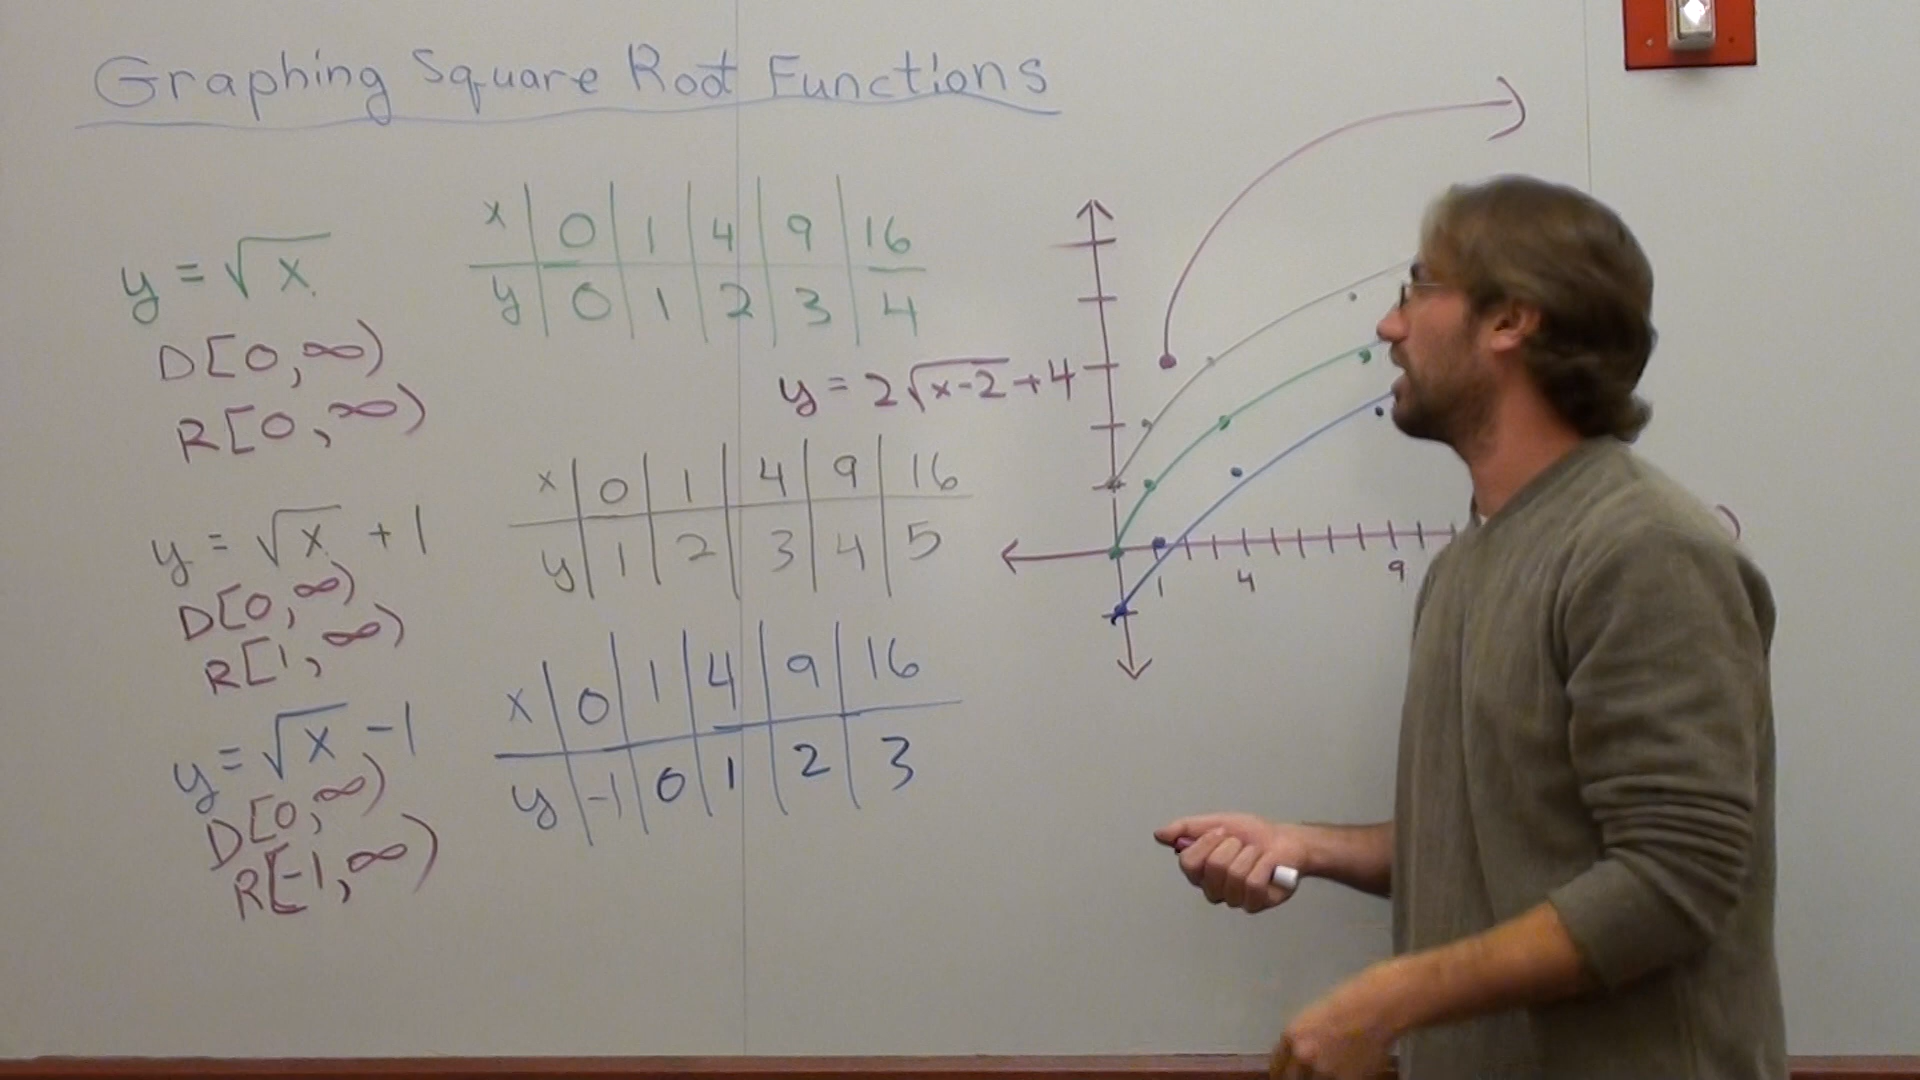 Graphing Square Root Functions
y = √x
D[0, ∞)
R[0, ∞)
x 0 1 4 9 16
y 0 1 2 3 4
y = 2√x-2 + 4
y = √x + 1
D[0, ∞)
R[1, ∞)
x 0 1 4 9 16
y 1 2 3 4 5
y = √x - 1
D[0, ∞)
R[-1, ∞)
x 0 1 4 9 16
y -1 0 1 2 3
1 4 9